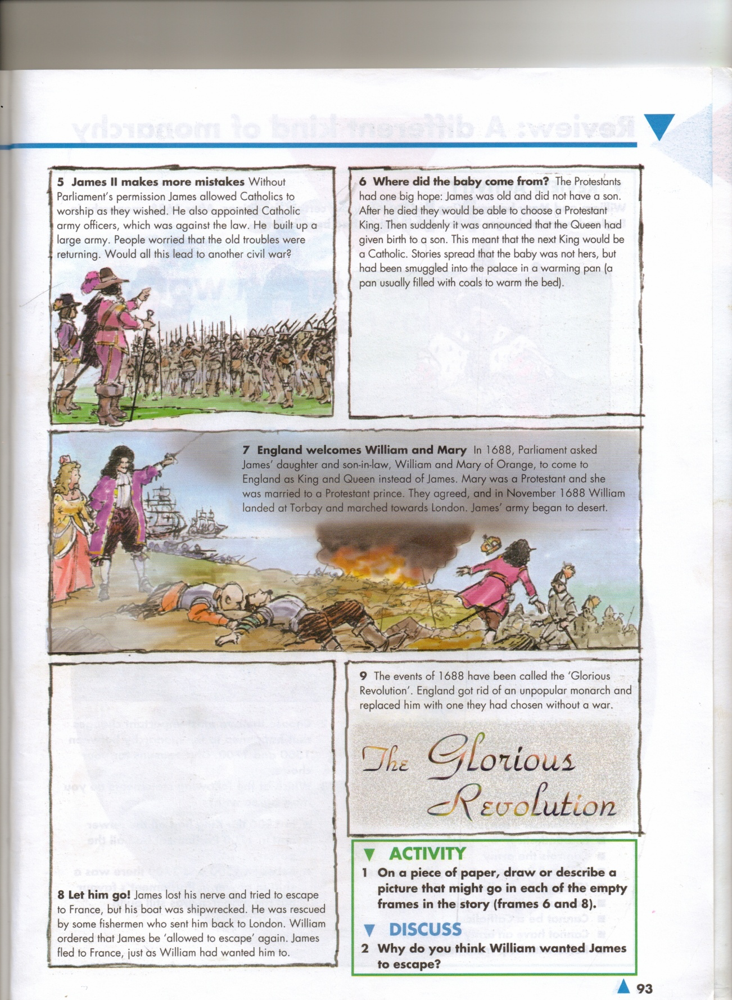 5 James II makes more mistakes Without
Parliament's permission James allowed Catholics to
worship as they wished. He also appointed Catholic
army officers, which was against the law. He built up a
large army. People worried that the old troubles were
returning. Would all this lead to another civil war?
6 Where did the baby come from? The Protestants
had one big hope: James was old and did not have a son.
After he died they would be able to choose a Protestant
King. Then suddenly it was announced that the Queen had
given birth to a son. This meant that the next King would be
a Catholic. Stories spread that the baby was not hers, but
had been smuggled into the palace in a warming pan (a
pan usually filled with coals to warm the bed).
7 England welcomes William and Mary In 1688, Parliament asked
James' daughter and son-in-law, William and Mary of Orange, to come to
England as King and Queen instead of James. Mary was a Protestant and she
was married to a Protestant prince. They agreed, and in November 1688 William
landed at Torbay and marched towards London. James' army began to desert.
8 Let him go! James lost his nerve and tried to escape
to France, but his boat was shipwrecked. He was rescued
by some fishermen who sent him back to London. William
ordered that James be 'allowed to escape' again. James
fled to France, just as William had wanted him to.
9 The events of 1688 have been called the 'Glorious
Revolution'. England got rid of an unpopular monarch and
replaced him with one they had chosen without a war.
The Glorious
Revolution
ACTIVITY
1 On a piece of paper, draw or describe a
picture that might go in each of the empty
frames in the story (frames 6 and 8).
DISCUSS
2 Why do you think William wanted James
to escape?
93